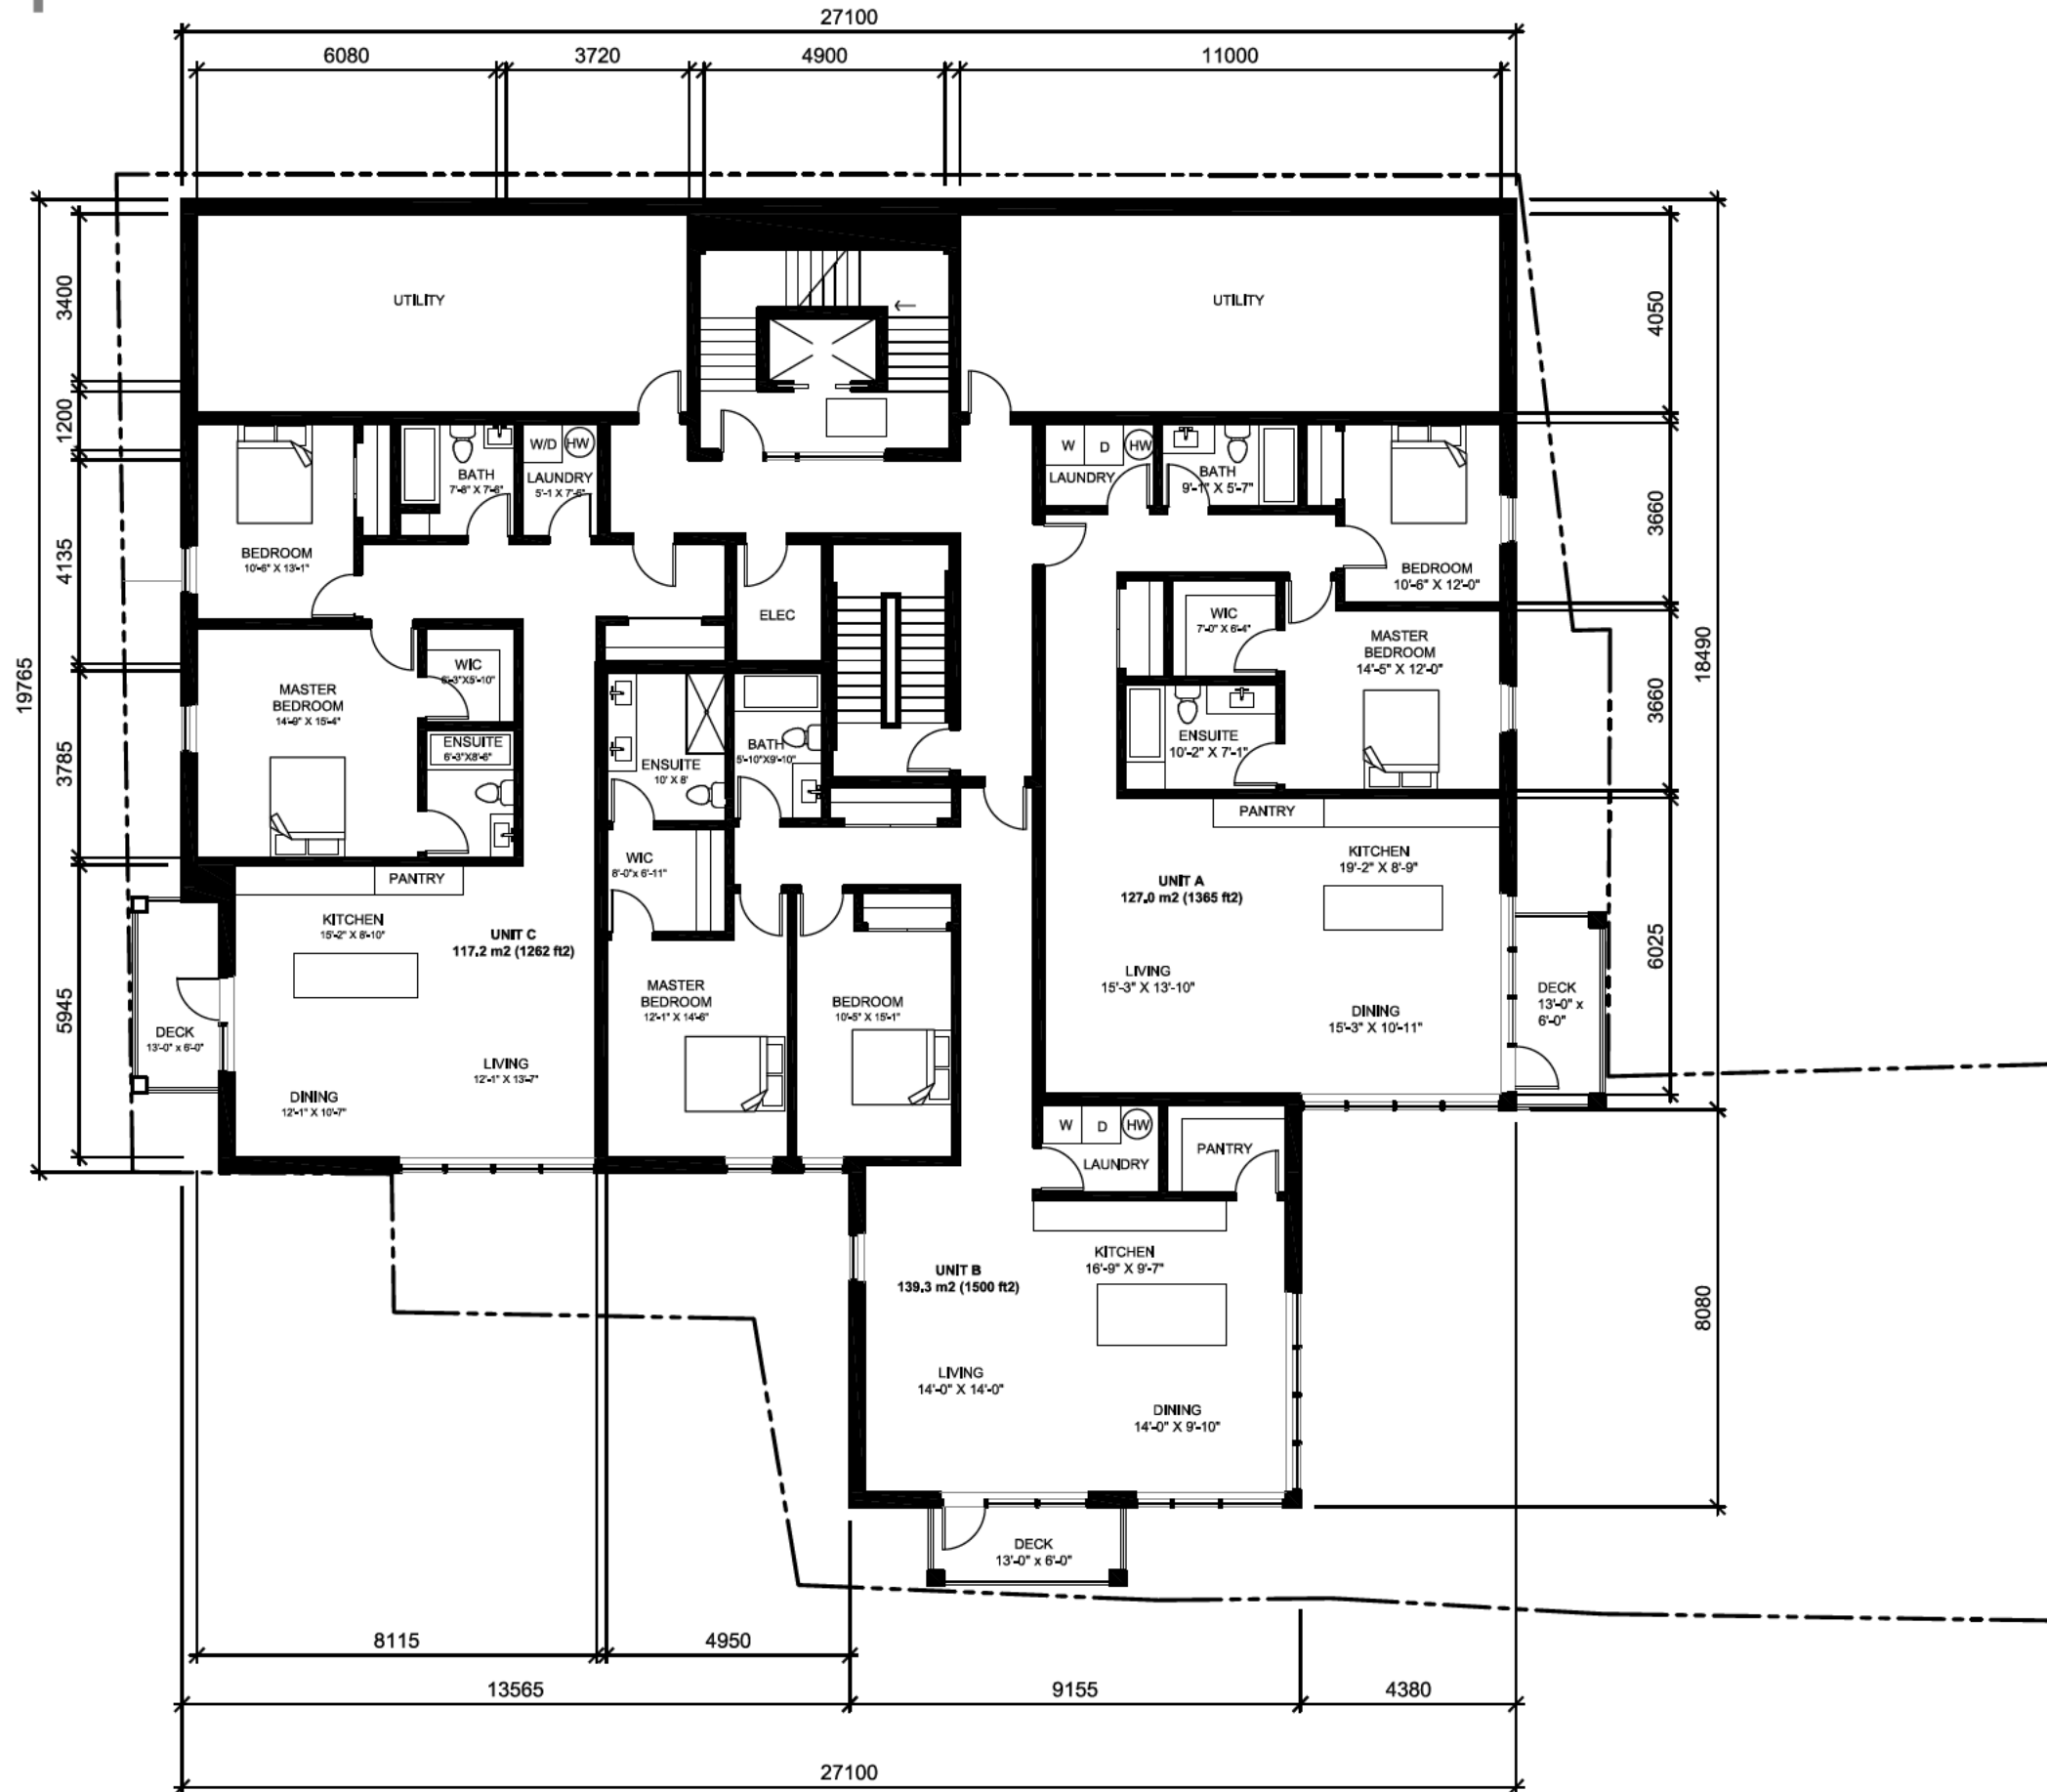 27100
6080
3720
4900
11000
19765
3400
1200
4135
3785
5945
18490
8080
4050
3660
3660
6025
UTILITY
UTILITY
BEDROOM
10'-6" X 13'-1"
BATH
7'-8" X 7'-6"
W/D
HW
LAUNDRY
5'-1 X 7'-6"
ELEC
W
D
HW
LAUNDRY
BATH
9'-1" X 5'-7"
BEDROOM
10'-6" X 12'-0"
WIC
7'-0" X 6'-4"
MASTER
BEDROOM
14'-5" X 12'-0"
ENSUITE
10'-2" X 7'-1"
MASTER
BEDROOM
14'-9" X 15'-4"
WIC
6'-3"X5'-10"
ENSUITE
6'-3"X8'-6"
ENSUITE
10' X 8'
BATH
5'-10"X9'-10"
WIC
8'-0"x 6'-11"
PANTRY
KITCHEN
15'-2" X 8'-10"
UNIT C
117.2 m2 (1262 ft2)
DECK
13'-0" x 6'-0"
LIVING
12'-1" X 13'-7"
DINING
12'-1" X 10'-7"
MASTER
BEDROOM
12'-1" X 14'-6"
BEDROOM
10'-5" X 15'-1"
PANTRY
KITCHEN
19'-2" X 8'-9"
UNIT A
127.0 m2 (1365 ft2)
LIVING
15'-3" X 13'-10"
DINING
15'-3" X 10'-11"
DECK
13'-0" x
6'-0"
W
D
HW
LAUNDRY
PANTRY
KITCHEN
16'-9" X 9'-7"
UNIT B
139.3 m2 (1500 ft2)
LIVING
14'-0" X 14'-0"
DINING
14'-0" X 9'-10"
DECK
13'-0" x 6'-0"
8115
4950
13565
9155
4380
27100